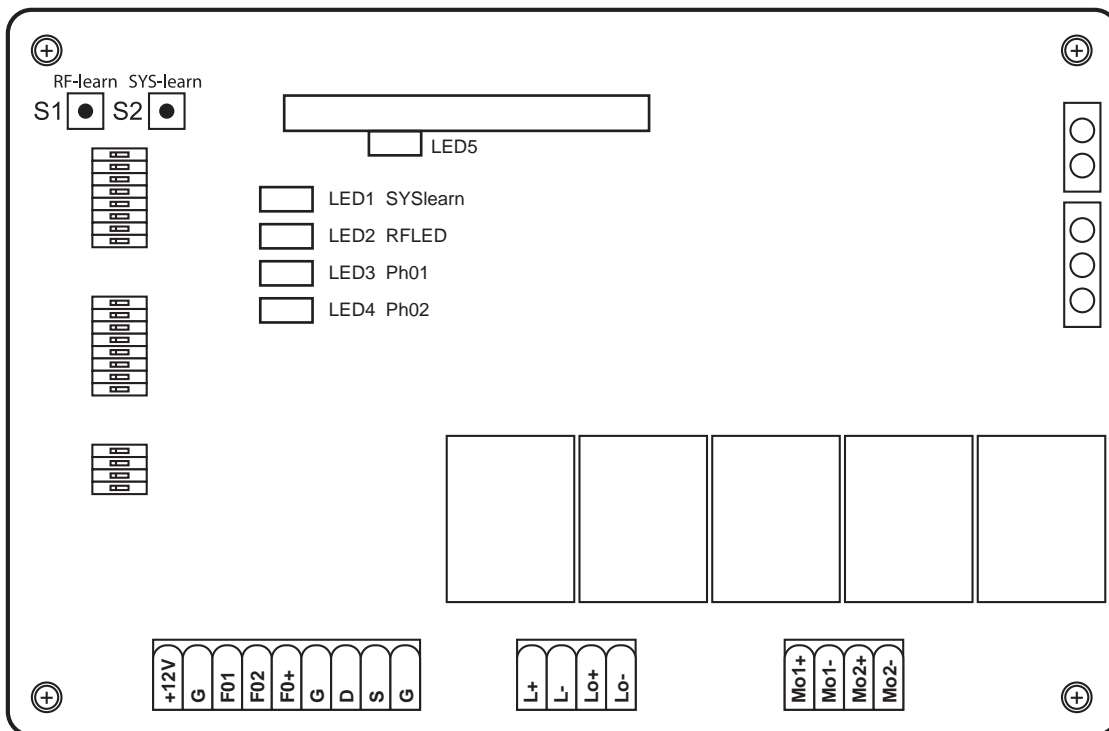 RF-learn SYS-learn
S1 S2
LED5
LED1 SYSlearn
LED2 RFLED
LED3 Ph01
LED4 Ph02
+12V G F01 F02 F0+ G D S G
L+ L- Lo+ Lo-
Mo1+ Mo1- Mo2+ Mo2-